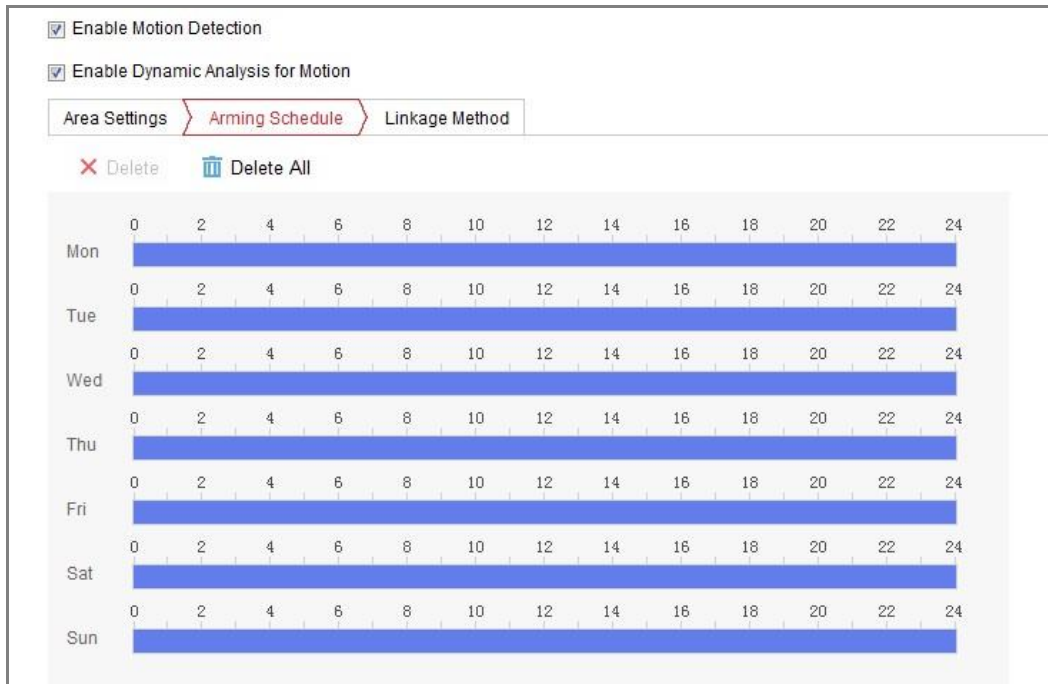 Enable Motion Detection
Enable Dynamic Analysis for Motion
Area Settings Arming Schedule Linkage Method
Delete Delete All
0 2 4 6 8 10 12 14 16 18 20 22 24
Mon
0 2 4 6 8 10 12 14 16 18 20 22 24
Tue
0 2 4 6 8 10 12 14 16 18 20 22 24
Wed
0 2 4 6 8 10 12 14 16 18 20 22 24
Thu
0 2 4 6 8 10 12 14 16 18 20 22 24
Fri
0 2 4 6 8 10 12 14 16 18 20 22 24
Sat
0 2 4 6 8 10 12 14 16 18 20 22 24
Sun